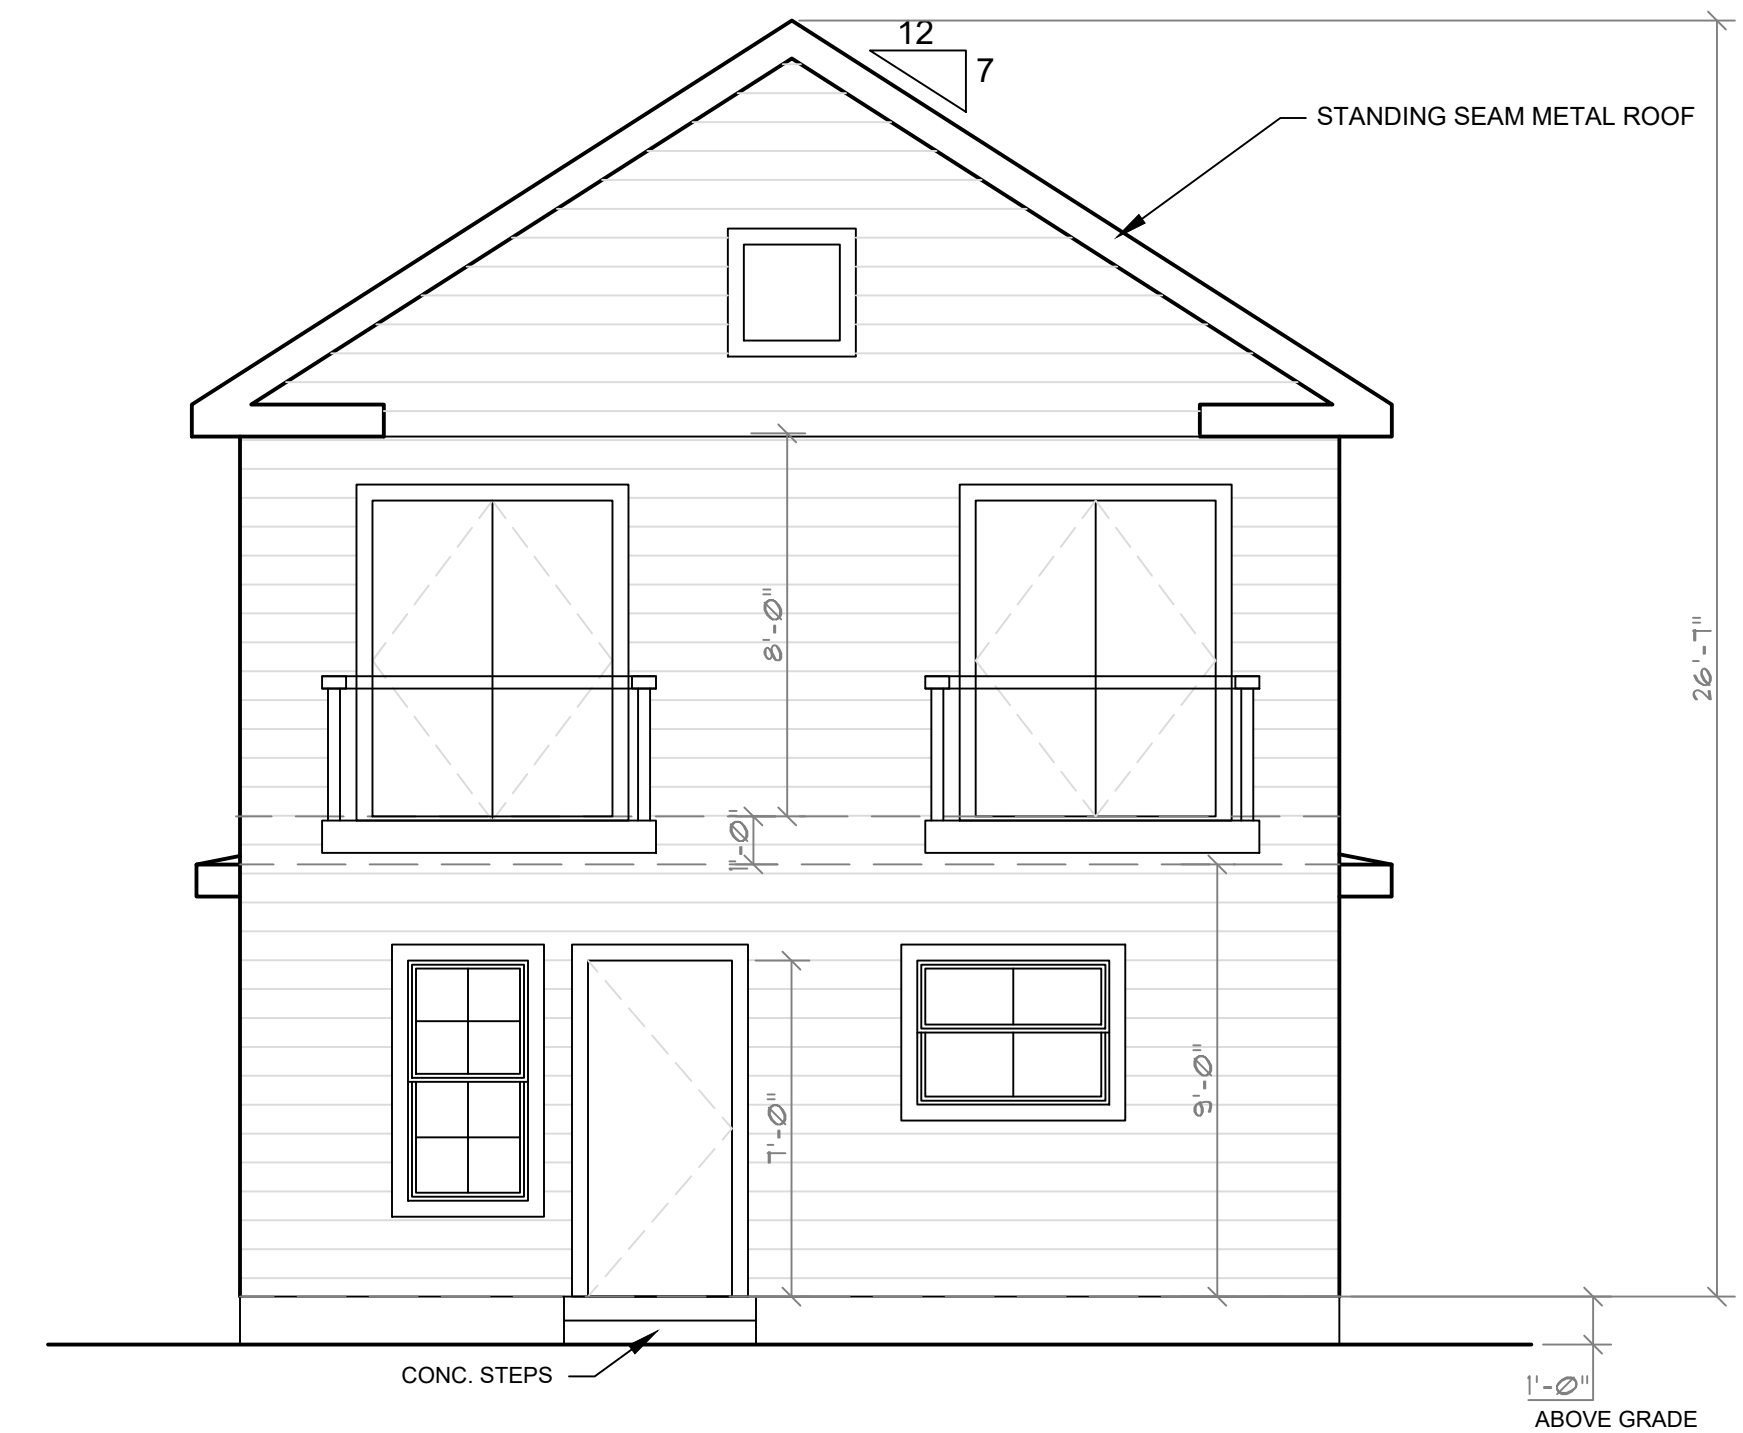 12
7
STANDING SEAM METAL ROOF
8'-0"
26'-7"
1'-0"
9'-0"
7'-0"
CONC. STEPS
1'-0"
ABOVE GRADE